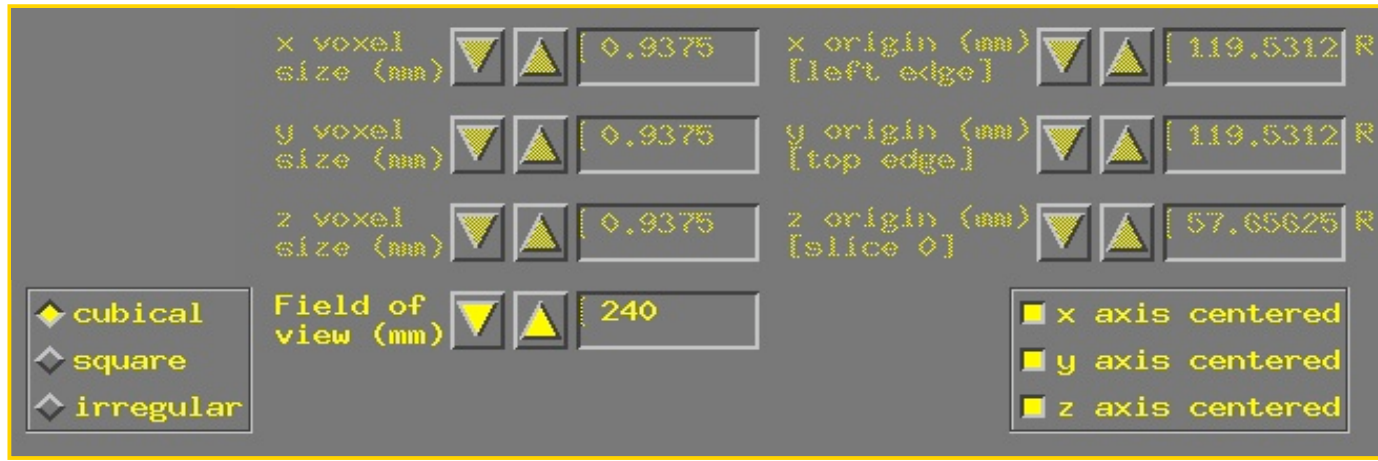 x voxel size (mm) 0.9375 x origin (mm) [left edge] 119.5312 R
y voxel size (mm) 0.9375 y origin (mm) [top edge] 119.5312 R
z voxel size (mm) 0.9375 z origin (mm) [slice 0] 57.65625 R
cubical
square
irregular
Field of
view (mm) 240
x axis centered
y axis centered
z axis centered